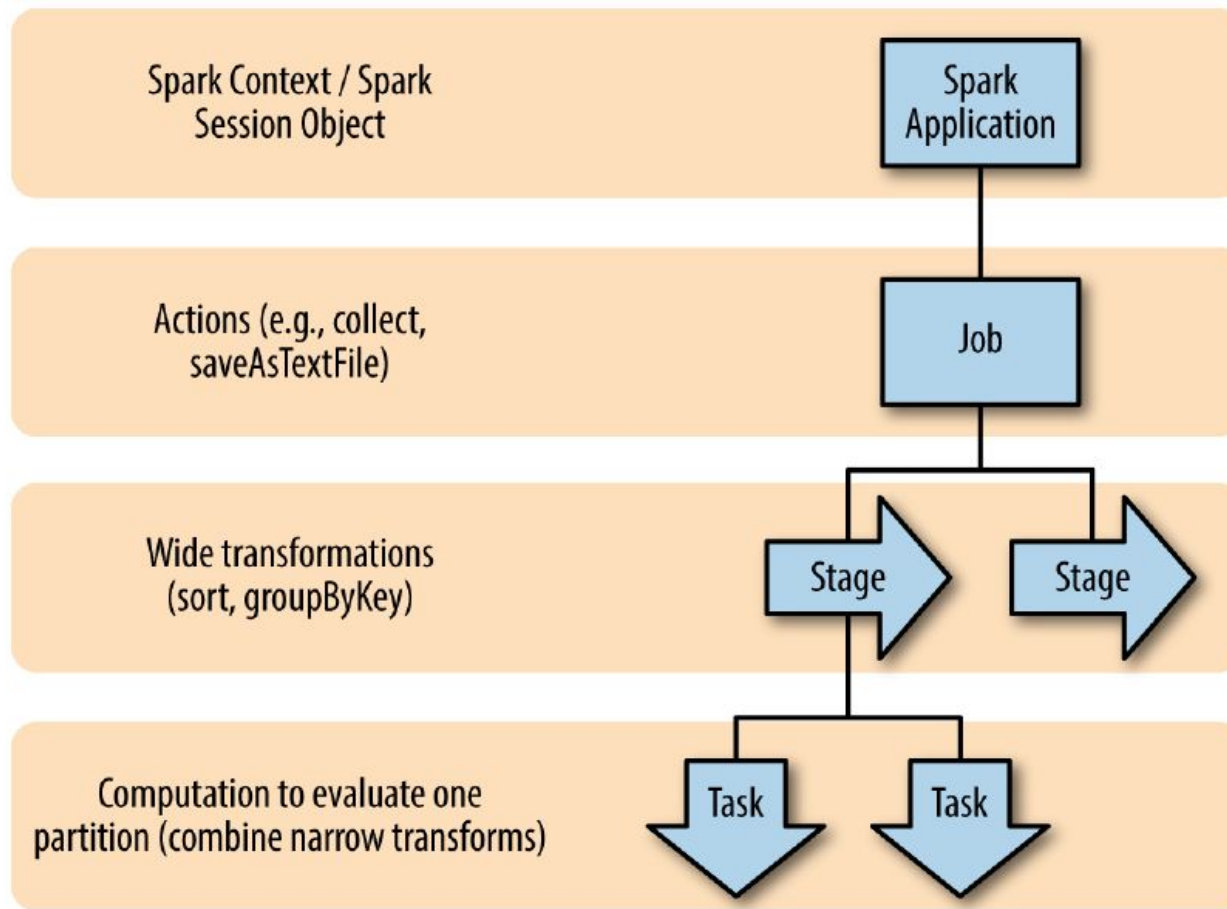 Spark Context / Spark
Session Object
Spark
Application
Actions (e.g., collect,
saveAsTextFile)
Job
Wide transformations
(sort, groupByKey)
Stage
Stage
Computation to evaluate one
partition (combine narrow transforms)
Task
Task